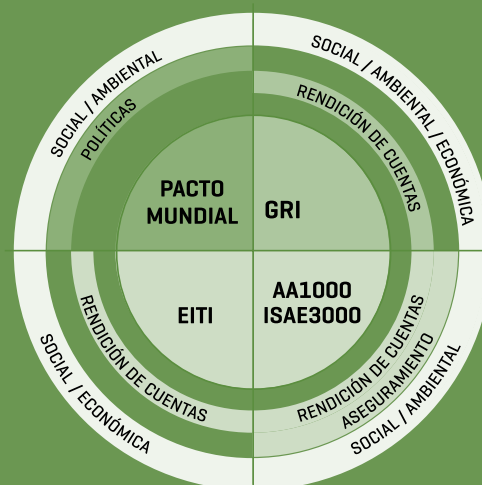 SOCIAL / AMBIENTAL
POLÍTICAS
PACTO
MUNDIAL
SOCIAL / AMBIENTAL / ECONÓMICA
RENDICIÓN DE CUENTAS
GRI
EITI
RENDICIÓN DE CUENTAS
SOCIAL / ECONÓMICA
AA1000
ISAE3000
RENDICIÓN DE CUENTAS
ASEGURAMIENTO
SOCIAL / AMBIENTAL